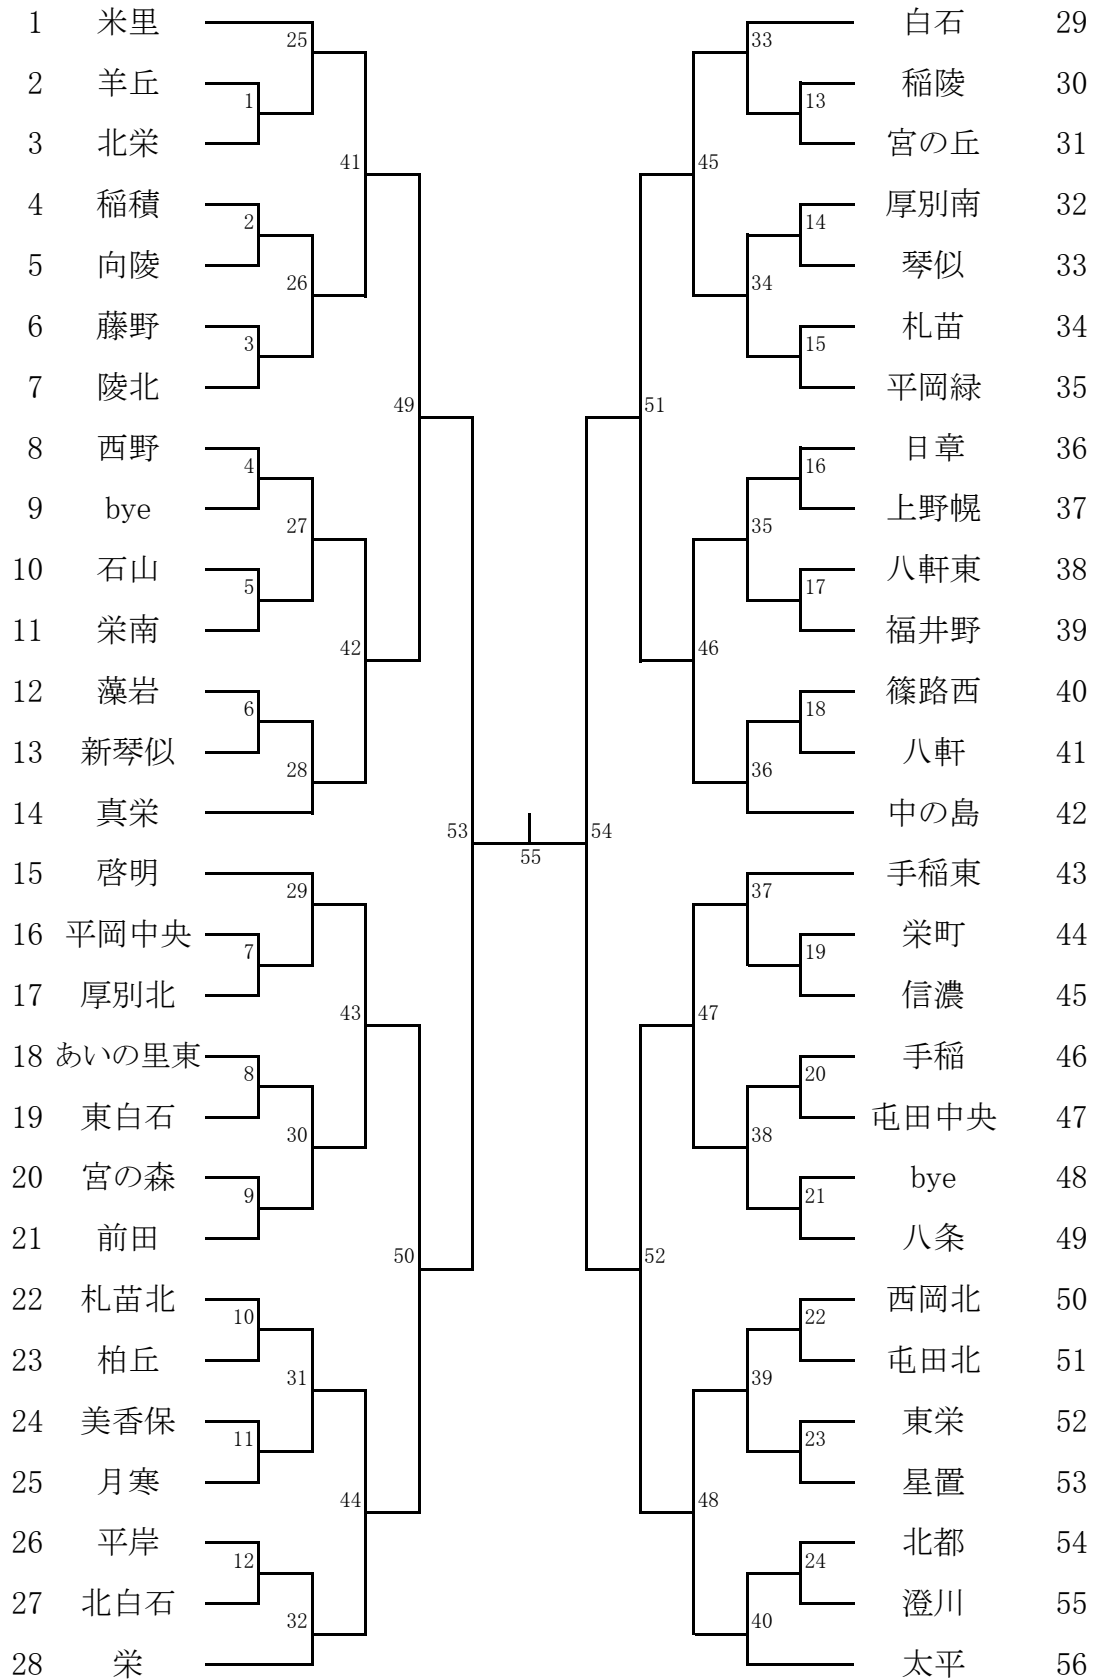 1 米里 25 33 白石 29
2 羊丘 1 13 稲陵 30
3 北栄 宮の丘 31
41 45
4 稲積 2 14 厚別南 32
5 向陵 26 34 琴似 33
6 藤野 3 15 札苗 34
7 陵北 平岡緑 35
49 51
8 西野 4 16 日章 36
9 bye 27 35 上野幌 37
10 石山 5 17 八軒東 38
11 栄南 福井野 39
42 46
12 藻岩 6 18 篠路西 40
13 新琴似 28 36 八軒 41
14 真栄 中の島 42
53 55 54
15 啓明 29 37 手稲東 43
16 平岡中央 7 19 栄町 44
17 厚別北 信濃 45
43 47
18 あいの里東 8 20 手稲 46
19 東白石 30 38 屯田中央 47
20 宮の森 9 21 bye 48
21 前田 八条 49
50 52
22 札苗北 10 22 西岡北 50
23 柏丘 31 39 屯田北 51
24 美香保 11 23 東栄 52
25 月寒 星置 53
44 48
26 平岸 12 24 北都 54
27 北白石 32 40 澄川 55
28 栄 太平 56